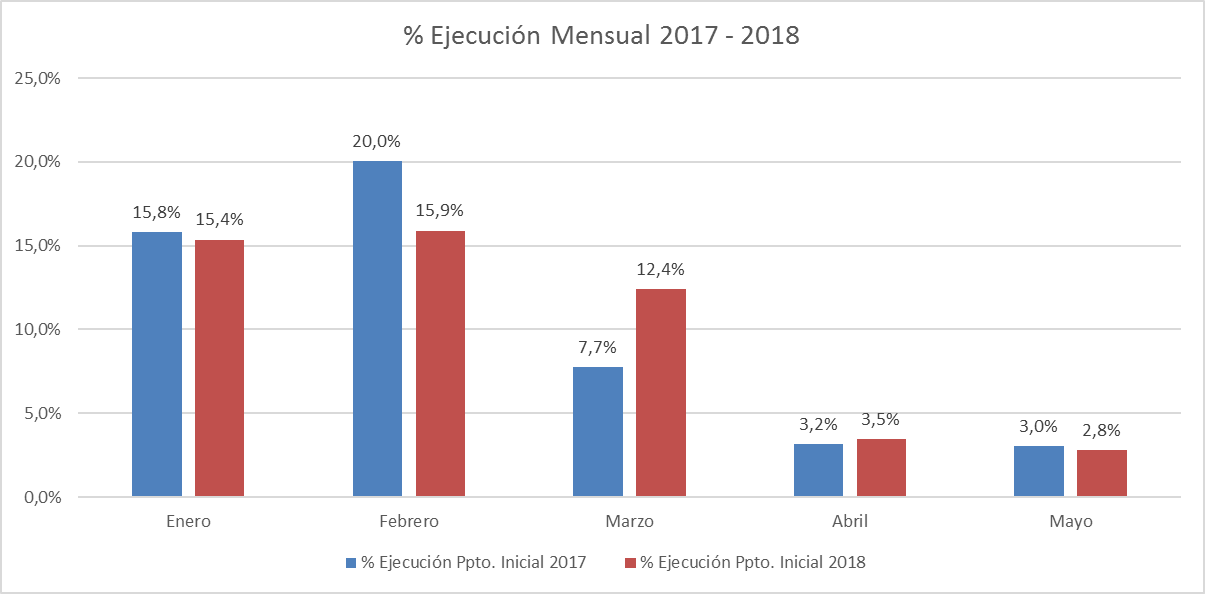 % Ejecución Mensual 2017 - 2018
25,0%
20,0%
15,0%
10,0%
5,0%
0,0%
15,8%
15,4%
20,0%
15,9%
7,7%
12,4%
3,2%
3,5%
3,0%
2,8%
Enero
Febrero
Marzo
Abril
Mayo
% Ejecución Ppto. Inicial 2017
% Ejecución Ppto. Inicial 2018